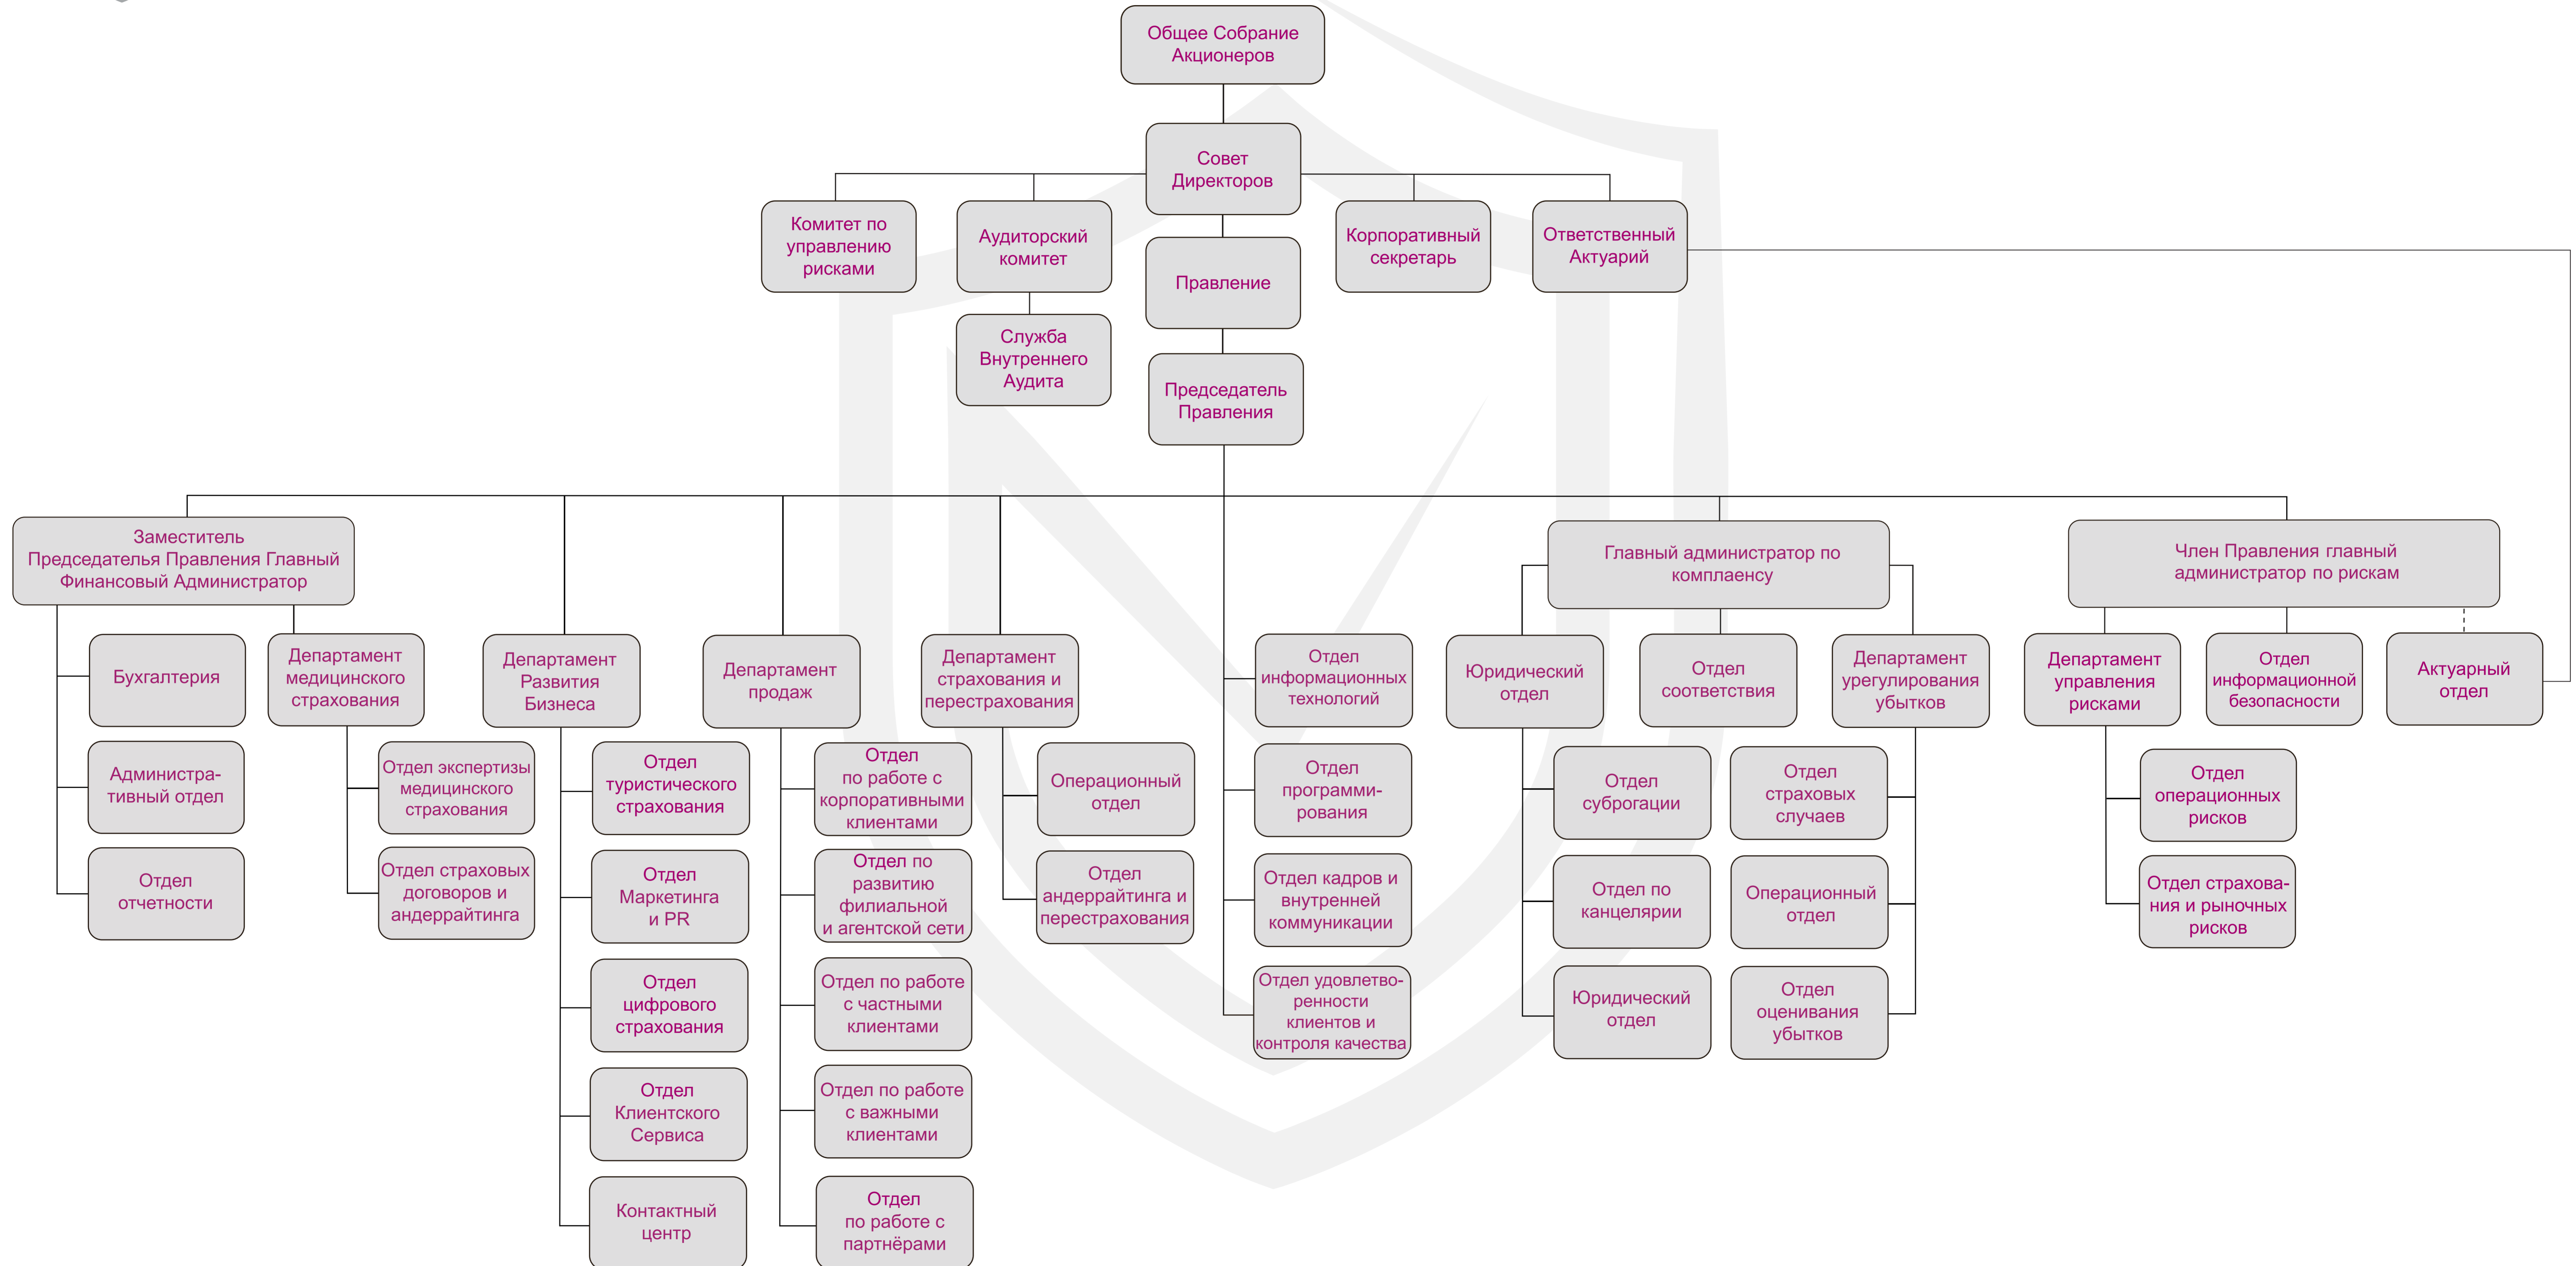 Общее Собрание
Акционеров
Совет
Директоров
Комитет по
управлению
рисками
Аудиторский
комитет
Правление
Корпоративный
секретарь
Ответственный
Актуарий
Служба
Внутреннего
Аудита
Председатель
Правления
Заместитель
Председателья Правления Главный
Финансовый Администратор
Главный администратор по
комплаенсу
Член Правления главный
администратор по рискам
Бухгалтерия
Администра-
тивный отдел
Отдел
отчетности
Департамент
медицинского
страхования
Отдел экспертизы
медицинского
страхования
Отдел страховых
договоров и
андеррайтинга
Департамент
Развития
Бизнеса
Отдел
туристического
страхования
Отдел
Маркетинга
и PR
Отдел
цифрового
страхования
Отдел
Клиентского
Сервиса
Контактный
центр
Департамент
продаж
Отдел
по работе с
корпоративными
клиентами
Отдел по
развитию
филиальной
и агентской сети
Отдел по работе
с частными
клиентами
Отдел по работе
с важными
клиентами
Отдел
по работе с
партнёрами
Департамент
страхования и
перестрахования
Операционный
отдел
Отдел
андеррайтинга и
перестрахования
Отдел
информационных
технологий
Отдел
программи-
рования
Отдел кадров и
внутренней
коммуникации
Отдел удовлетво-
ренности
клиентов и
контроля качества
Юридический
отдел
Отдел
суброгации
Отдел по
канцелярии
Юридический
отдел
Отдел
соответствия
Департамент
урегулирования
убытков
Отдел
страховых
случаев
Операционный
отдел
Отдел
оценивания
убытков
Департамент
управления
рисками
Отдел
операционных
рисков
Отдел страхова-
ния и рыночных
рисков
Отдел
информационной
безопасности
Актуарный
отдел